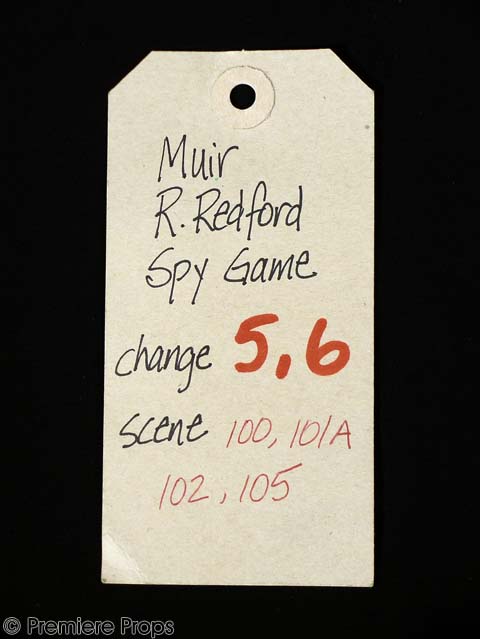 Muir
R. Redford
Spy Game
change 5,6
scene 100, 101A
102, 105
© Premiere Props